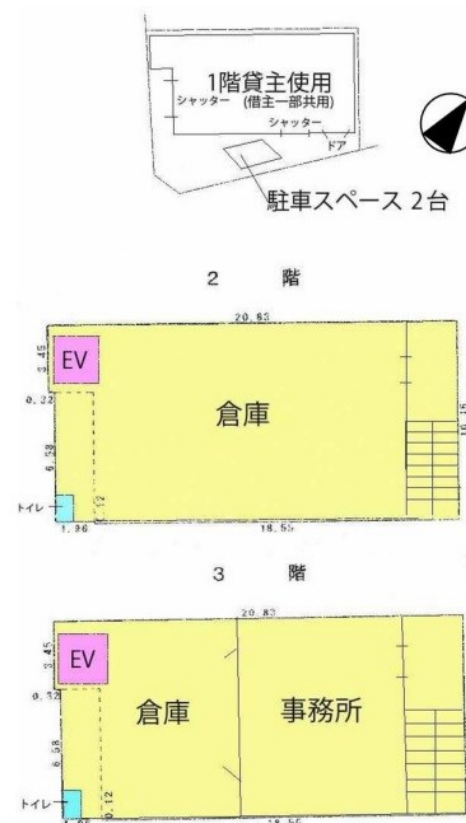 1階貸主使用
シャッター (借主一部共用)
シャッター
ドア
駐車スペース 2台
2 階
20.83
3.45
EV
0.32
倉庫
6.58
トイレ
0.12
1.96
18.55
3 階
20.83
3.45
EV
0.32
倉庫
事務所
6.58
0.12
トイレ